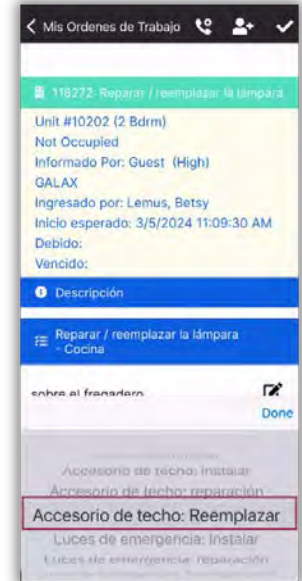 Mis Ordenes de Trabajo
118272: Reparar / reemplazar la lámpara
Unit #10202 (2 Bdrm)
Not Occupied
Informado Por: Guest (High)
GALAX
Ingresado por: Lemus, Betsy
Inicio esperado: 3/5/2024 11:09:30 AM
Debido:
Vencido:
Descripción
Reparar / reemplazar la lámpara
- Cocina
sobre el fregadero
Done
Accesorio de techo: Instalar
Accesorio de techo: reparación
Accesorio de techo: Reemplazar
Luces de emergencia: Instalar
Luces de emergencia: reparación